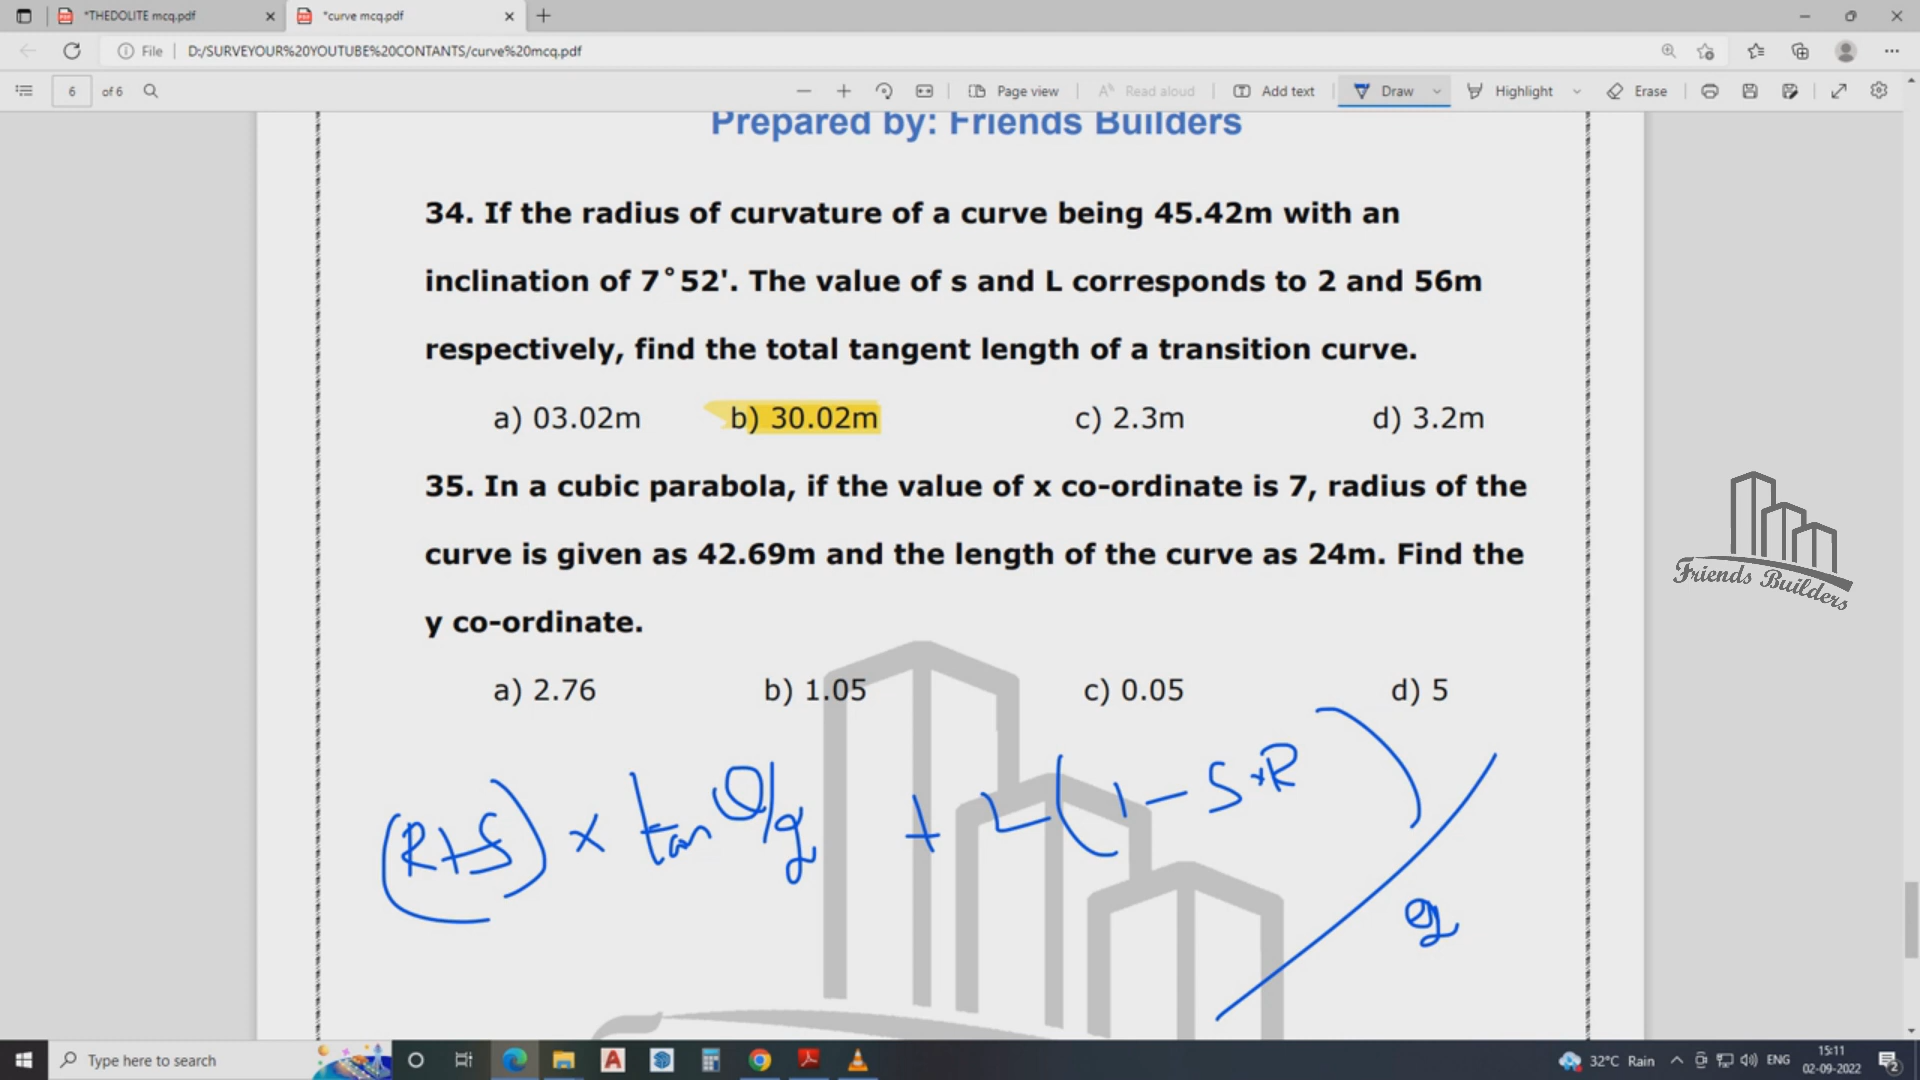 *THEDOLITE mcq.pdf
*curve mcq.pdf
File
D:/SURVEYOUR%20YOUTUBE%20CONTANTS/curve%20mcq.pdf
6 of 6
Page view
Read aloud
Add text
Draw
Highlight
Erase
Prepared by: Friends Builders
34. If the radius of curvature of a curve being 45.42m with an
inclination of 7°52'. The value of s and L corresponds to 2 and 56m
respectively, find the total tangent length of a transition curve.
a) 03.02m b) 30.02m c) 2.3m d) 3.2m
35. In a cubic parabola, if the value of x co-ordinate is 7, radius of the
curve is given as 42.69m and the length of the curve as 24m. Find the
y co-ordinate.
a) 2.76 b) 1.05 c) 0.05 d) 5
Friends Builders
(R+S) × tan
+ L (1 - S*R)
Type here to search
32°C Rain
ENG
15:11
02-09-2022
2